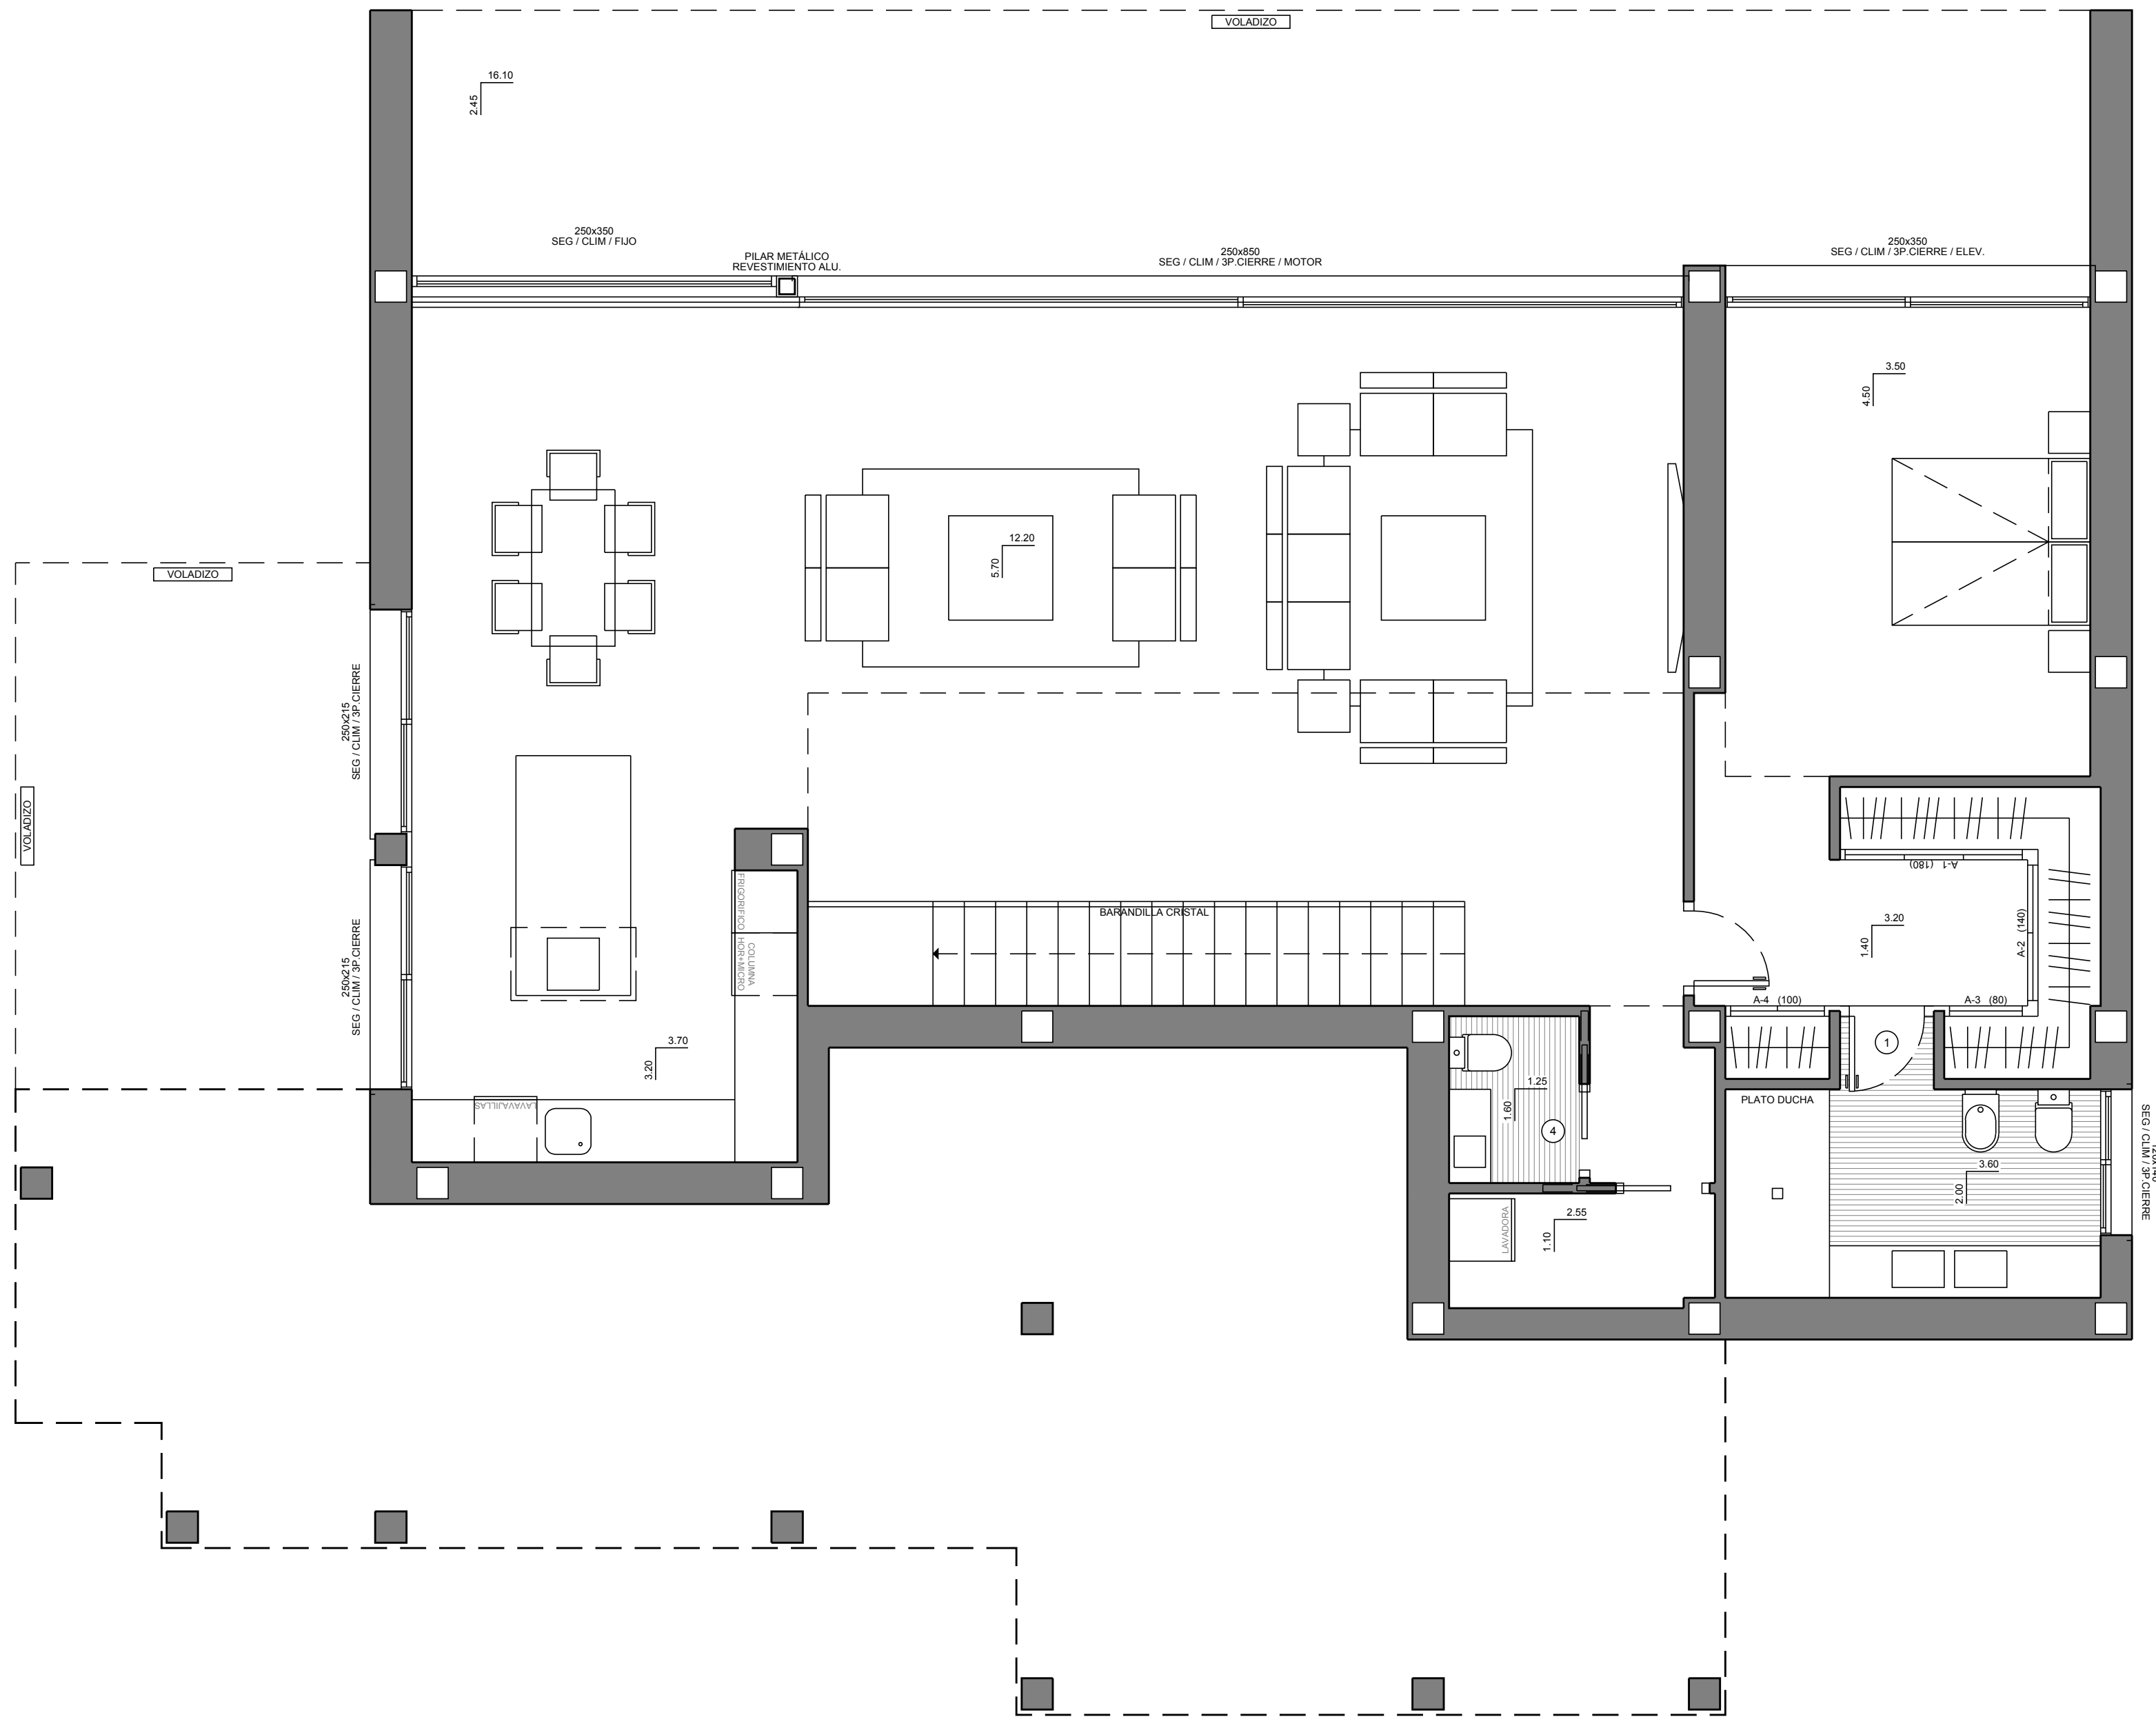 VOLADIZO
16.10
2.45
250x350
SEG / CLIM / FIJO
PILAR METÁLICO
REVESTIMIENTO ALU.
250x850
SEG / CLIM / 3P.CIERRE / MOTOR
250x350
SEG / CLIM / 3P.CIERRE / ELEV.
3.50
4.50
12.20
5.70
VOLADIZO
250x215
SEG / CLIM / 3P.CIERRE
VOLADIZO
A-1 (180)
FRIGORIFICO
BARANDILLA CRISTAL
3.20
1.40
A-2 (140)
COLUMNA
HOR+MICRO
250x215
SEG / CLIM / 3P.CIERRE
A-4 (100)
A-3 (80)
3.70
3.20
1
1.25
1.60
LAVAVAJILLAS
PLATO DUCHA
4
3.60
2.00
SEG / CLIM / 3P.CIERRE
2.55
1.10
LAVADORA